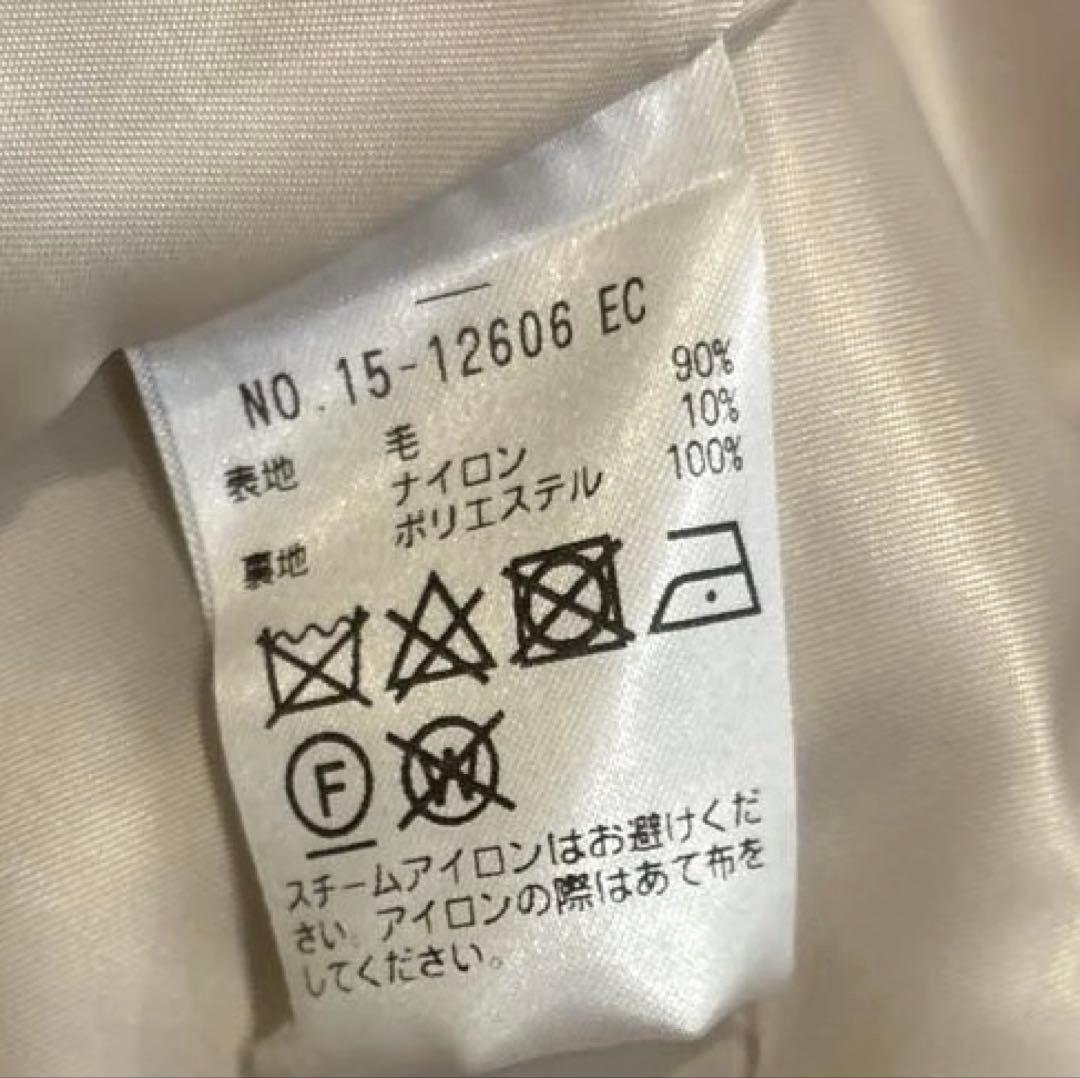 NO.15-12606 EC
表地 毛 90%
ナイロン 10%
裏地 ポリエステル 100%
F W
スチームアイロンはお避けくだ
さい。アイロンの際はあて布を
してください。